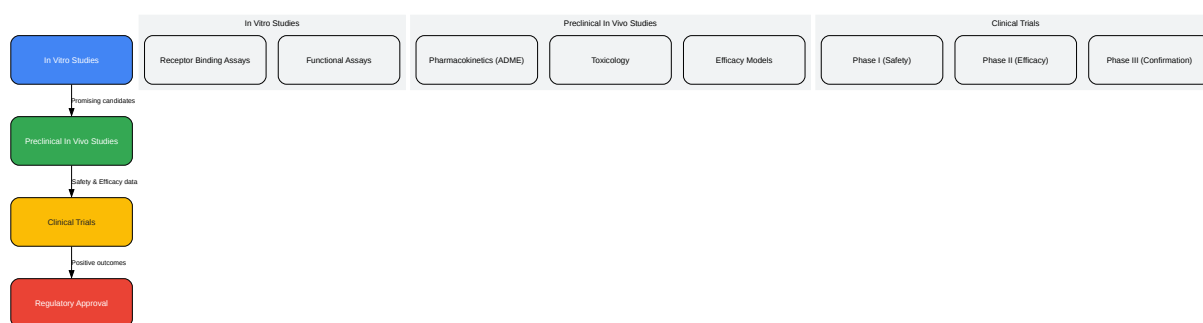 In Vitro Studies
Preclinical In Vivo Studies
Clinical Trials
In Vitro Studies
Receptor Binding Assays
Functional Assays
Pharmacokinetics (ADME)
Toxicology
Efficacy Models
Phase I (Safety)
Phase II (Efficacy)
Phase III (Confirmation)
Promising candidates
Preclinical In Vivo Studies
Safety & Efficacy data
Clinical Trials
Positive outcomes
Regulatory Approval